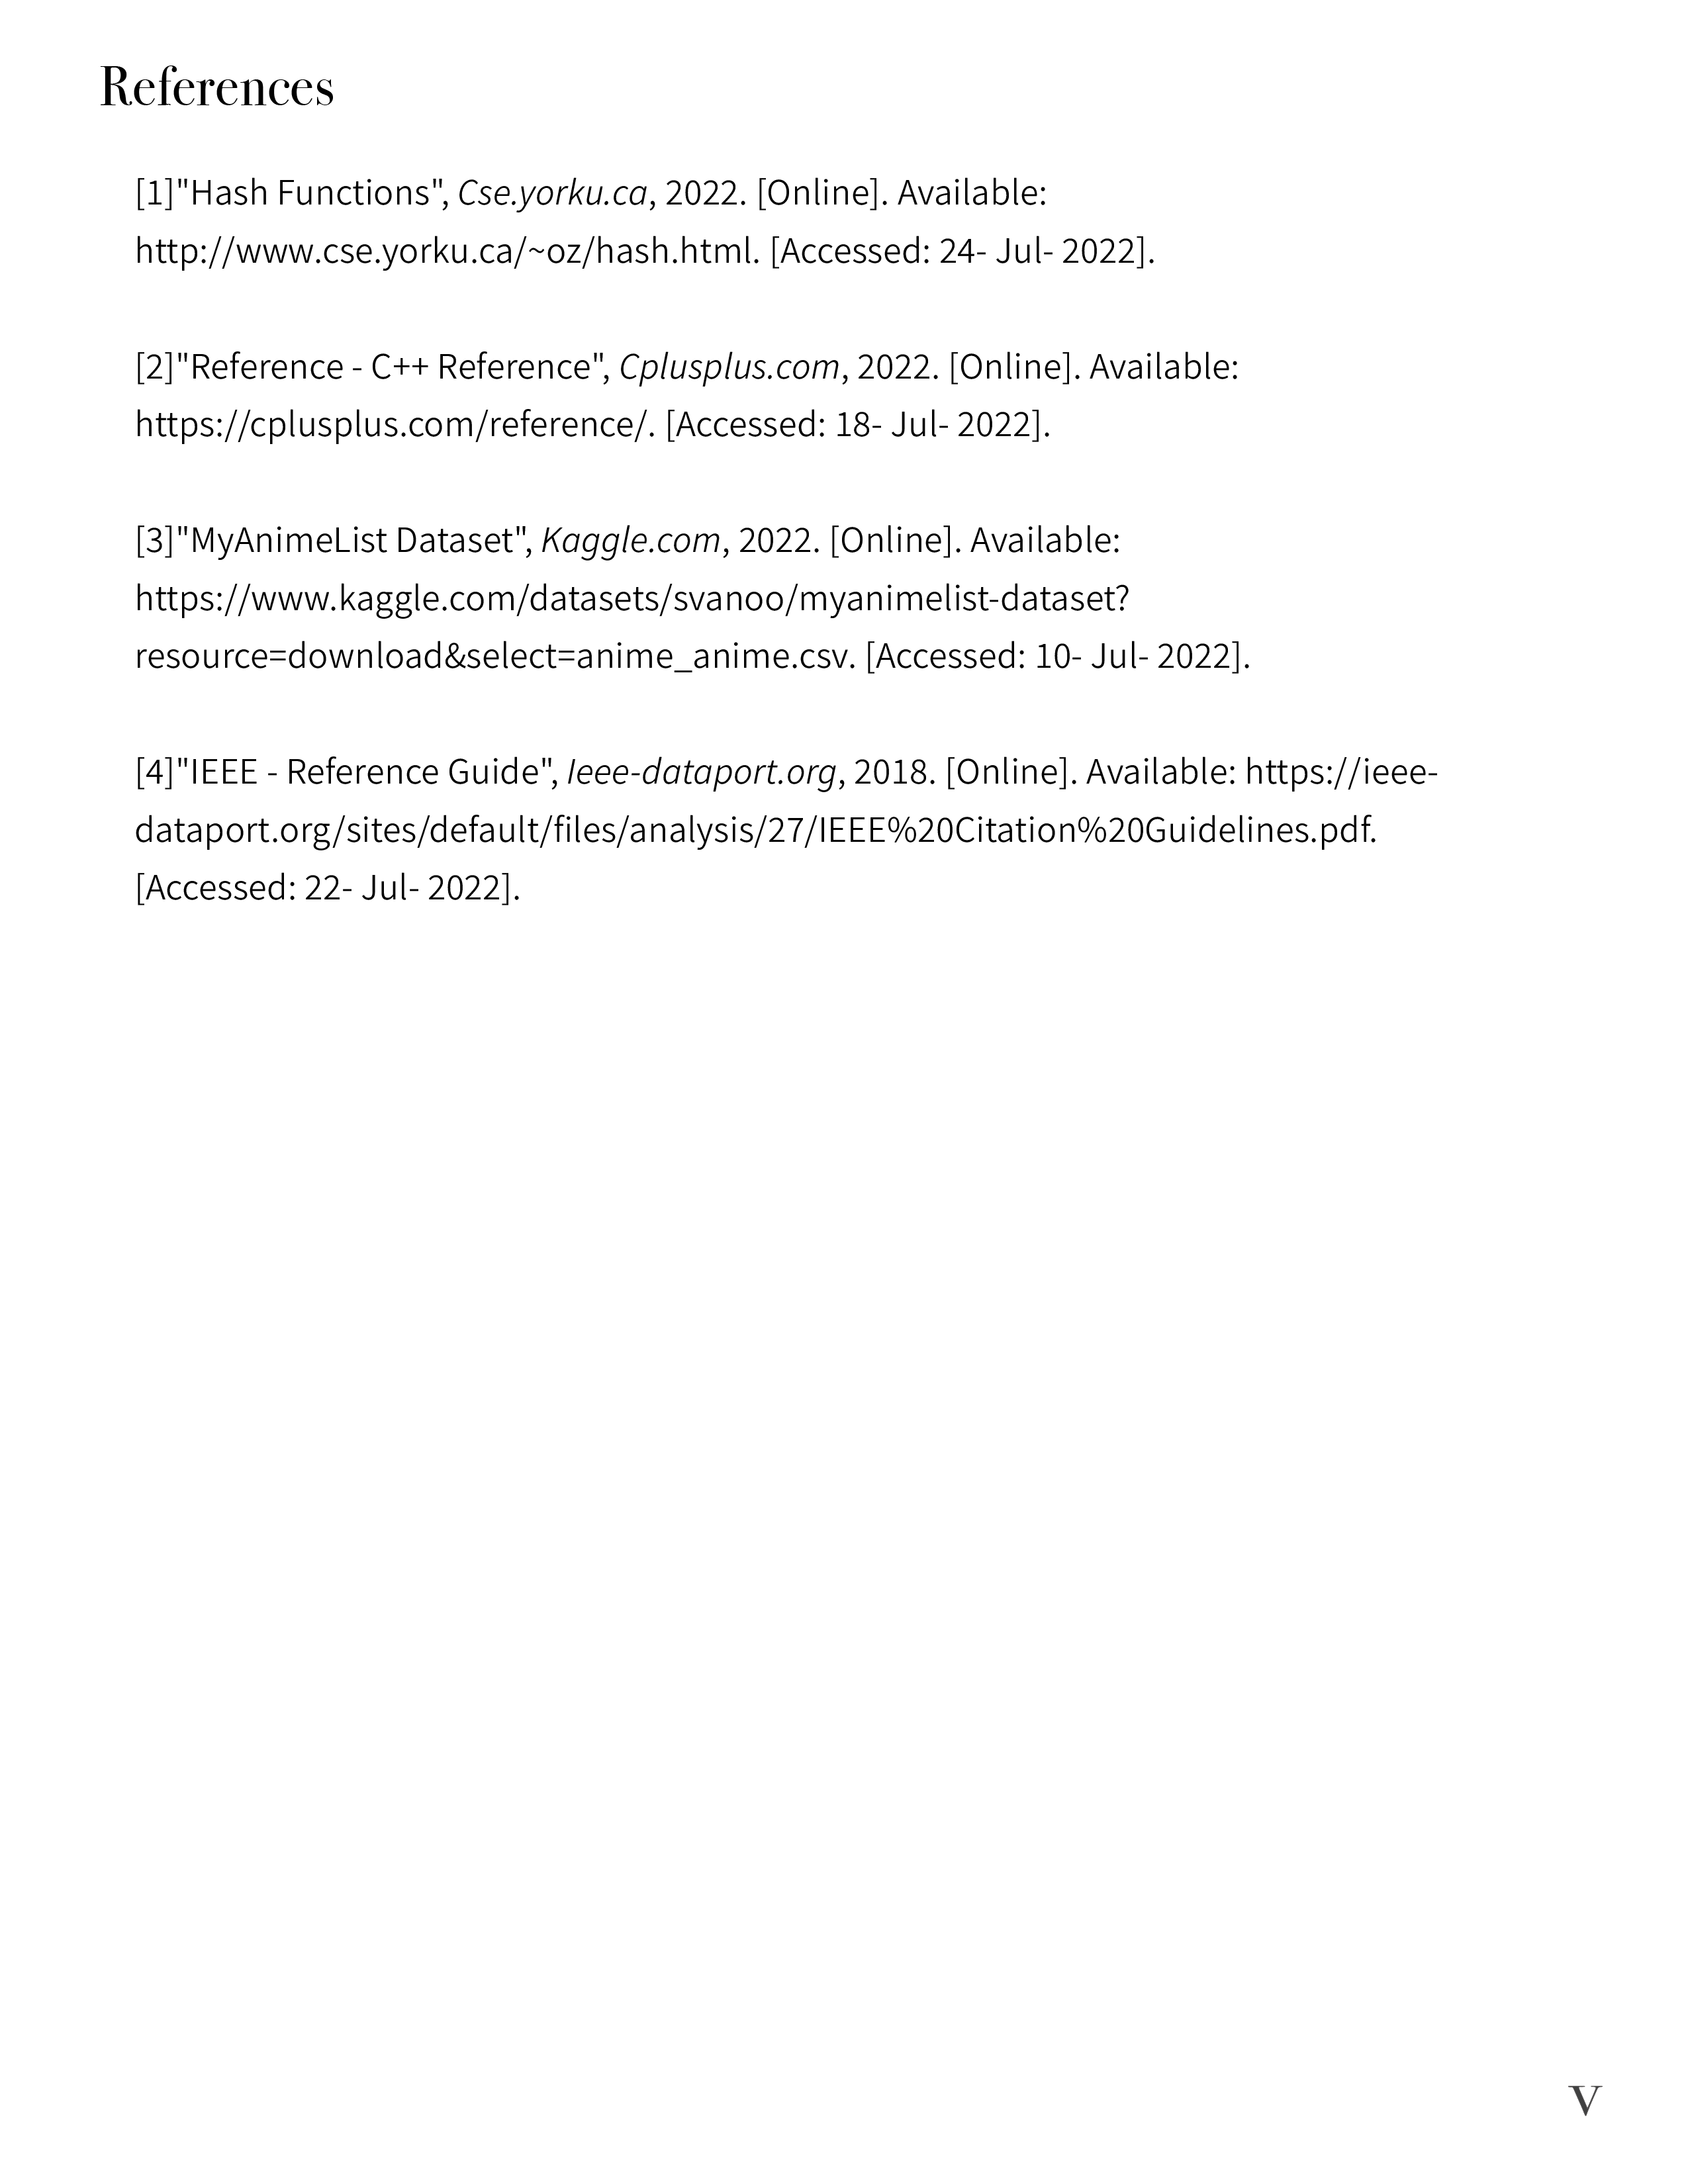 References
[1]"Hash Functions", Cse.yorku.ca, 2022. [Online]. Available:
http://www.cse.yorku.ca/~oz/hash.html. [Accessed: 24- Jul- 2022].
[2]"Reference - C++ Reference", Cplusplus.com, 2022. [Online]. Available:
https://cplusplus.com/reference/. [Accessed: 18- Jul- 2022].
[3]"MyAnimeList Dataset", Kaggle.com, 2022. [Online]. Available:
https://www.kaggle.com/datasets/svanoo/myanimelist-dataset?
resource=download&select=anime_anime.csv. [Accessed: 10- Jul- 2022].
[4]"IEEE - Reference Guide", Ieee-dataport.org, 2018. [Online]. Available: https://ieee-
dataport.org/sites/default/files/analysis/27/IEEE%20Citation%20Guidelines.pdf.
[Accessed: 22- Jul- 2022].
V